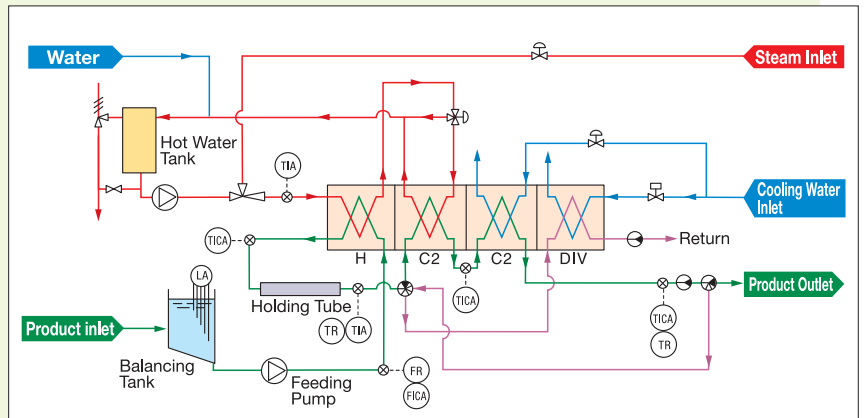 Water
Steam Inlet
Hot Water
Tank
TIA
Cooling Water
Inlet
TICA
H
C2
C2
DIV
Return
LA
Holding Tube
TICA
Product Outlet
Product inlet
TR
TIA
TICA
TR
Balancing
Tank
Feeding
Pump
FR
FICA